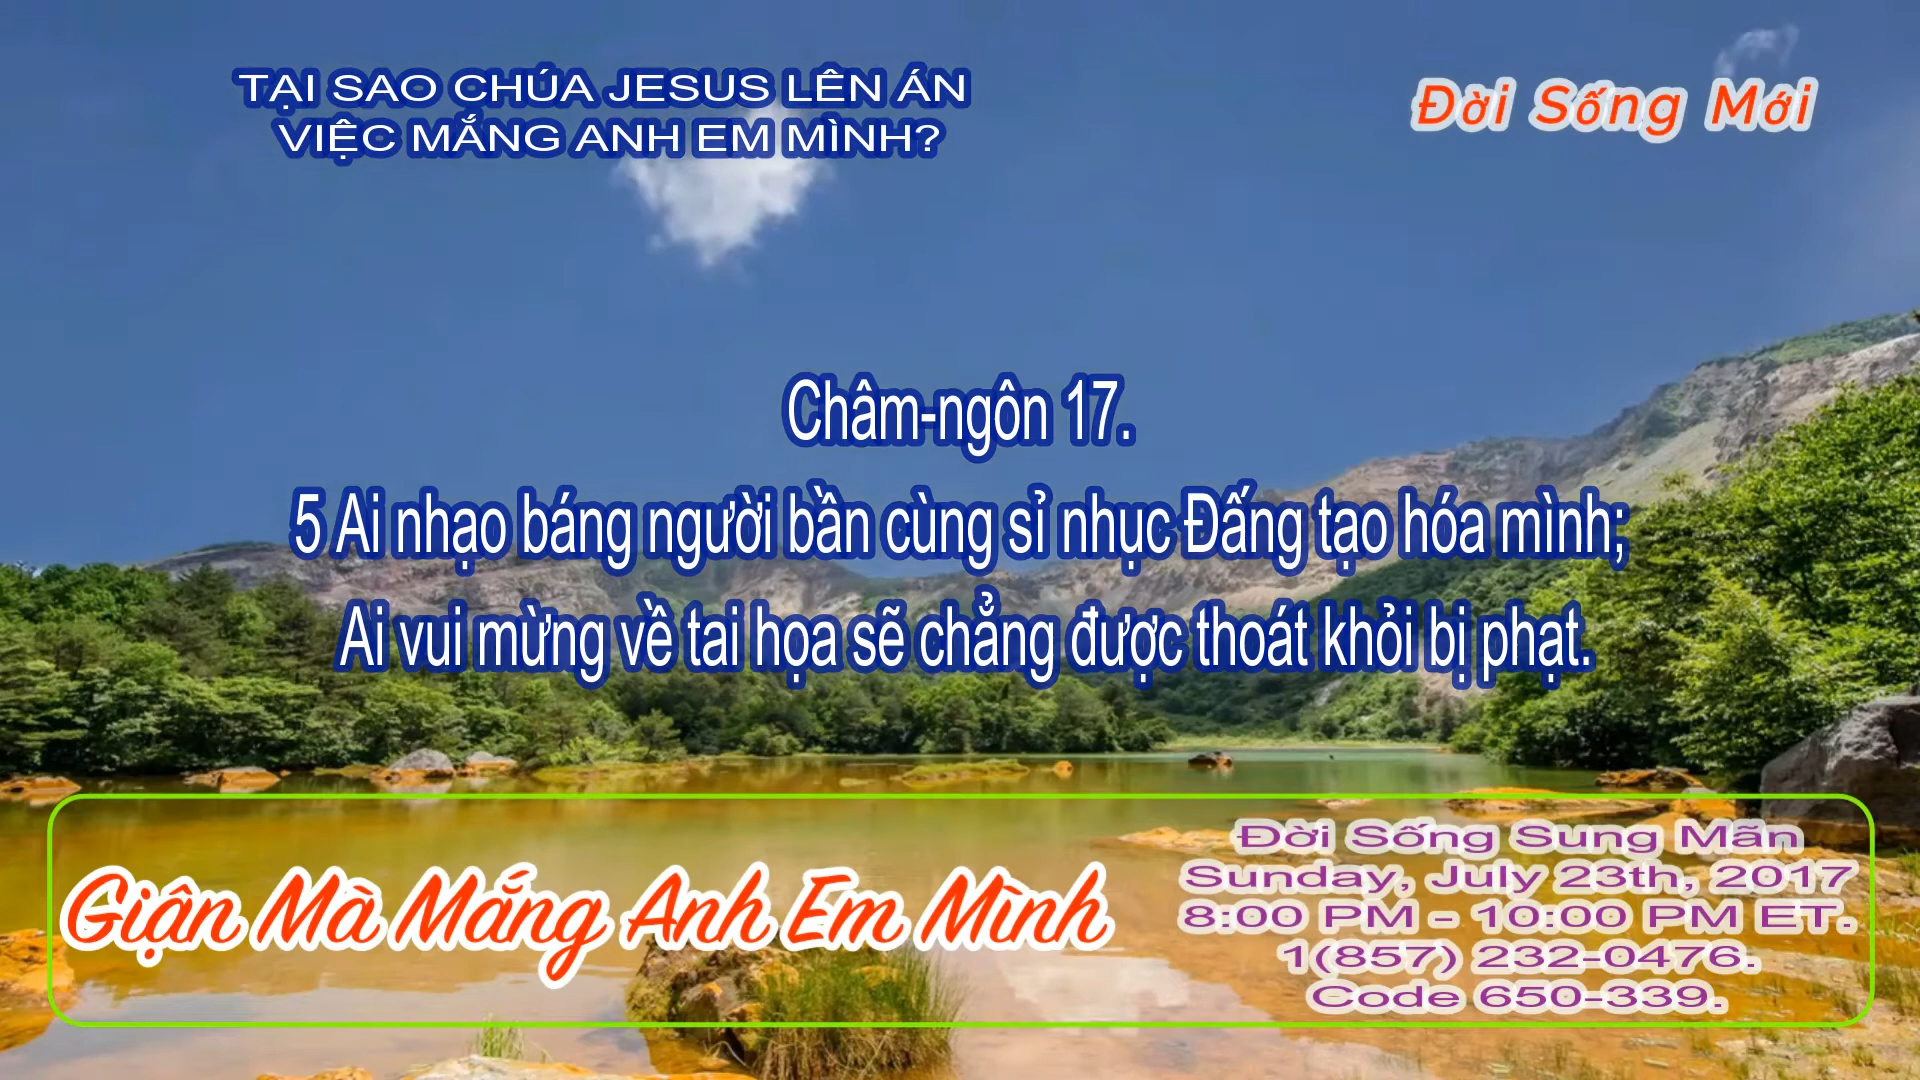 TẠI SAO CHÚA JESUS LÊN ÁN
VIỆC MẮNG ANH EM MÌNH?
Đời Sống Mới
Châm-ngôn 17.
5 Ai nhạo báng người bần cùng sỉ nhục Đấng tạo hóa mình;
Ai vui mừng về tai họa sẽ chẳng được thoát khỏi bị phạt.
Giận Mà Mắng Anh Em Mình
Đời Sống Sung Mãn
Sunday, July 23th, 2017
8:00 PM - 10:00 PM ET.
1(857) 232-0476.
Code 650-339.